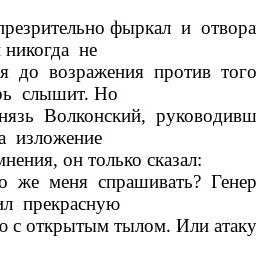 презрительно фыркал и отвора
никогда не
я до возражения против того
рь слышит. Но
нязь Волконский, руководивш
а изложение
мнения, он только сказал:
о же меня спрашивать? Генер
ил прекрасную
о с открытым тылом. Или атаку